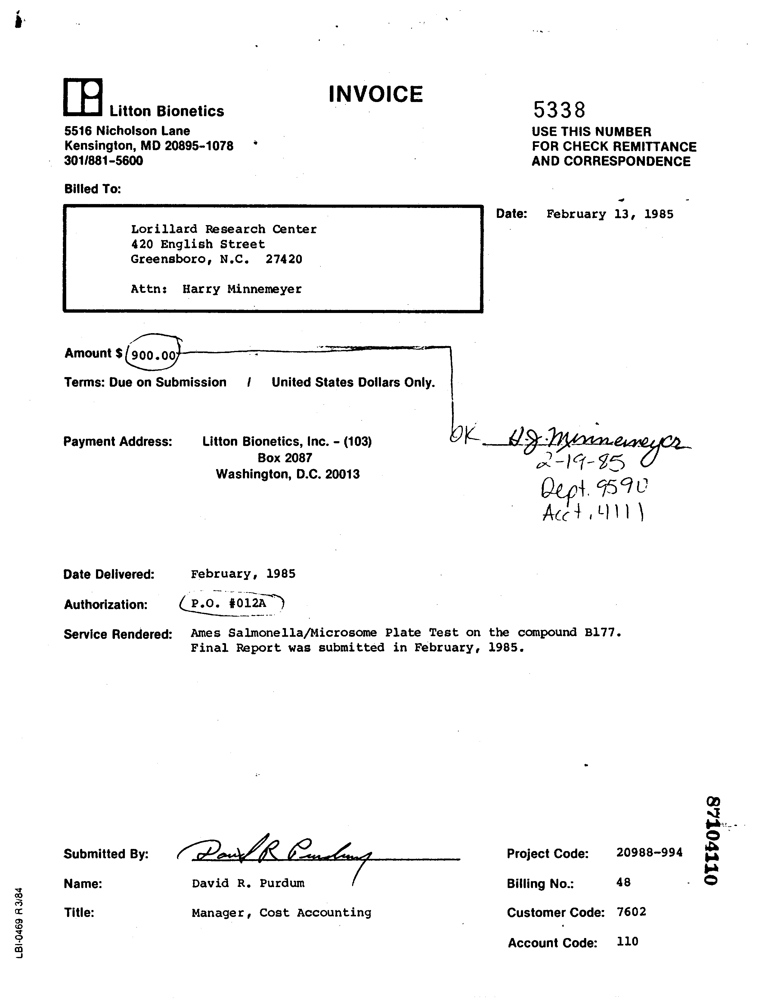 INVOICE
Litton Bionetics
5516 Nicholson Lane
Kensington, MD 20895-1078
301/881-5600
5338
USE THIS NUMBER
FOR CHECK REMITTANCE
AND CORRESPONDENCE
Billed To:
Date: February 13, 1985
Lorillard Research Center
420 English Street
Greensboro, N.C. 27420
Attn: Harry Minnemeyer
Amount $ 900.00
Terms: Due on Submission / United States Dollars Only.
Payment Address: Litton Bionetics, Inc. - (103)
Box 2087
Washington, D.C. 20013
OK H J Minnemeyer
2-19-85
Dept. 9590
Acct. 4111
Date Delivered: February, 1985
Authorization: P.O. #012A
Service Rendered: Ames Salmonella/Microsome Plate Test on the compound B177.
Final Report was submitted in February, 1985.
Submitted By: David R Purdum
Name: David R. Purdum
Title: Manager, Cost Accounting
Project Code: 20988-994
Billing No.: 48
Customer Code: 7602
Account Code: 110
87104110
LBI-0469 R 3/84